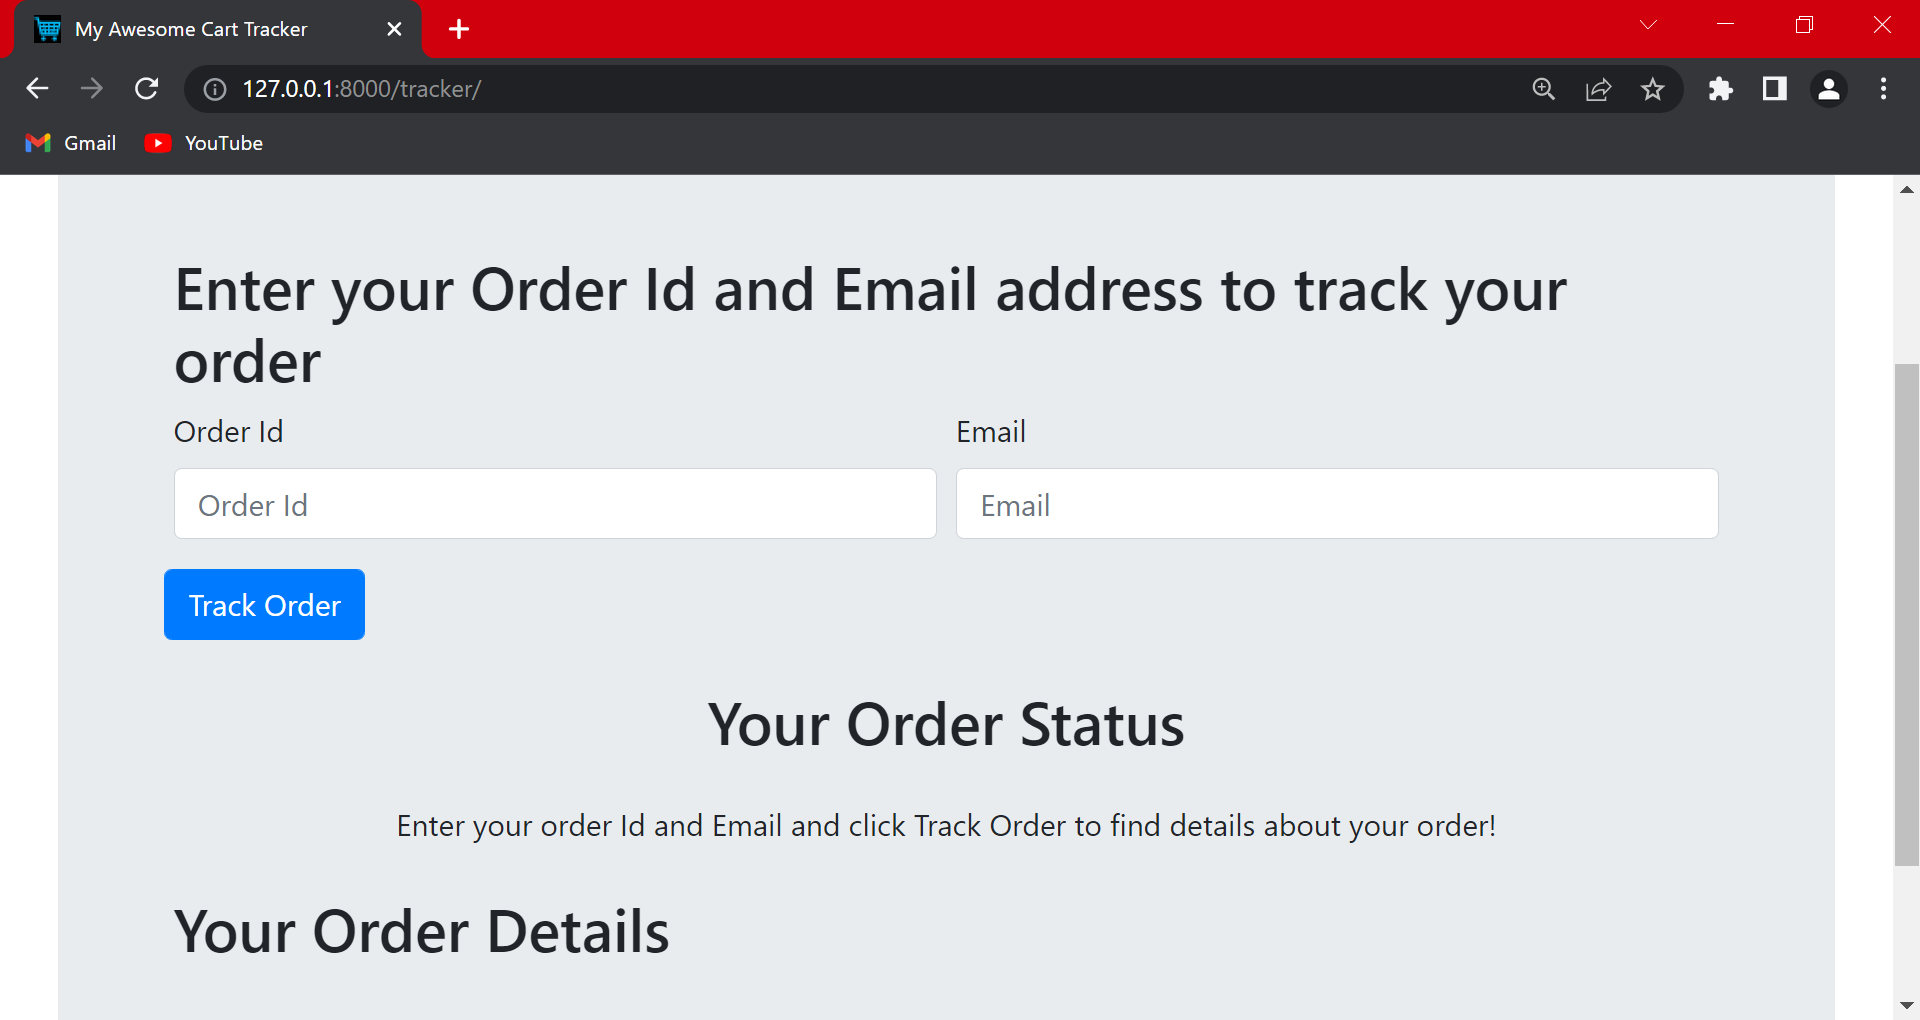 My Awesome Cart Tracker
127.0.0.1:8000/tracker/
Gmail YouTube
Enter your Order Id and Email address to track your
order
Order Id Email
Order Id Email
Track Order
Your Order Status
Enter your order Id and Email and click Track Order to find details about your order!
Your Order Details